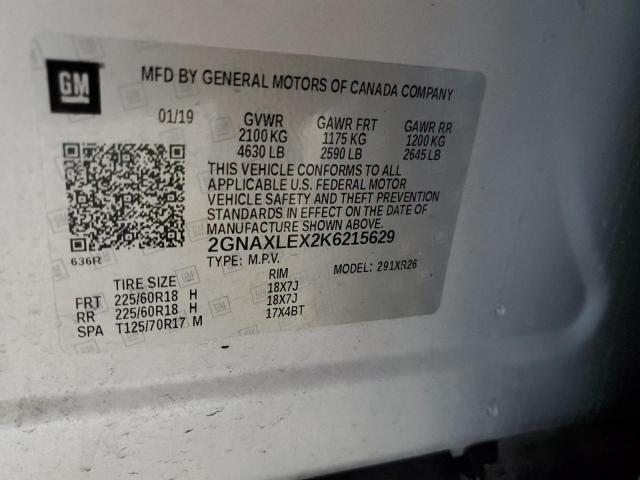 GM
MFD BY GENERAL MOTORS OF CANADA COMPANY
01/19 GVWR GAWR FRT GAWR RR
2100 KG 1175 KG 1200 KG
4630 LB 2590 LB 2645 LB
THIS VEHICLE CONFORMS TO ALL
APPLICABLE U.S. FEDERAL MOTOR
VEHICLE SAFETY AND THEFT PREVENTION
STANDARDS IN EFFECT ON THE DATE OF
MANUFACTURE SHOWN ABOVE.
2GNAXLEX2K6215629
636R
TYPE: M.P.V. MODEL: 291XR26
TIRE SIZE RIM
FRT 225/60R18 H 18X7J
RR 225/60R18 H 18X7J
SPA T125/70R17 M 17X4BT